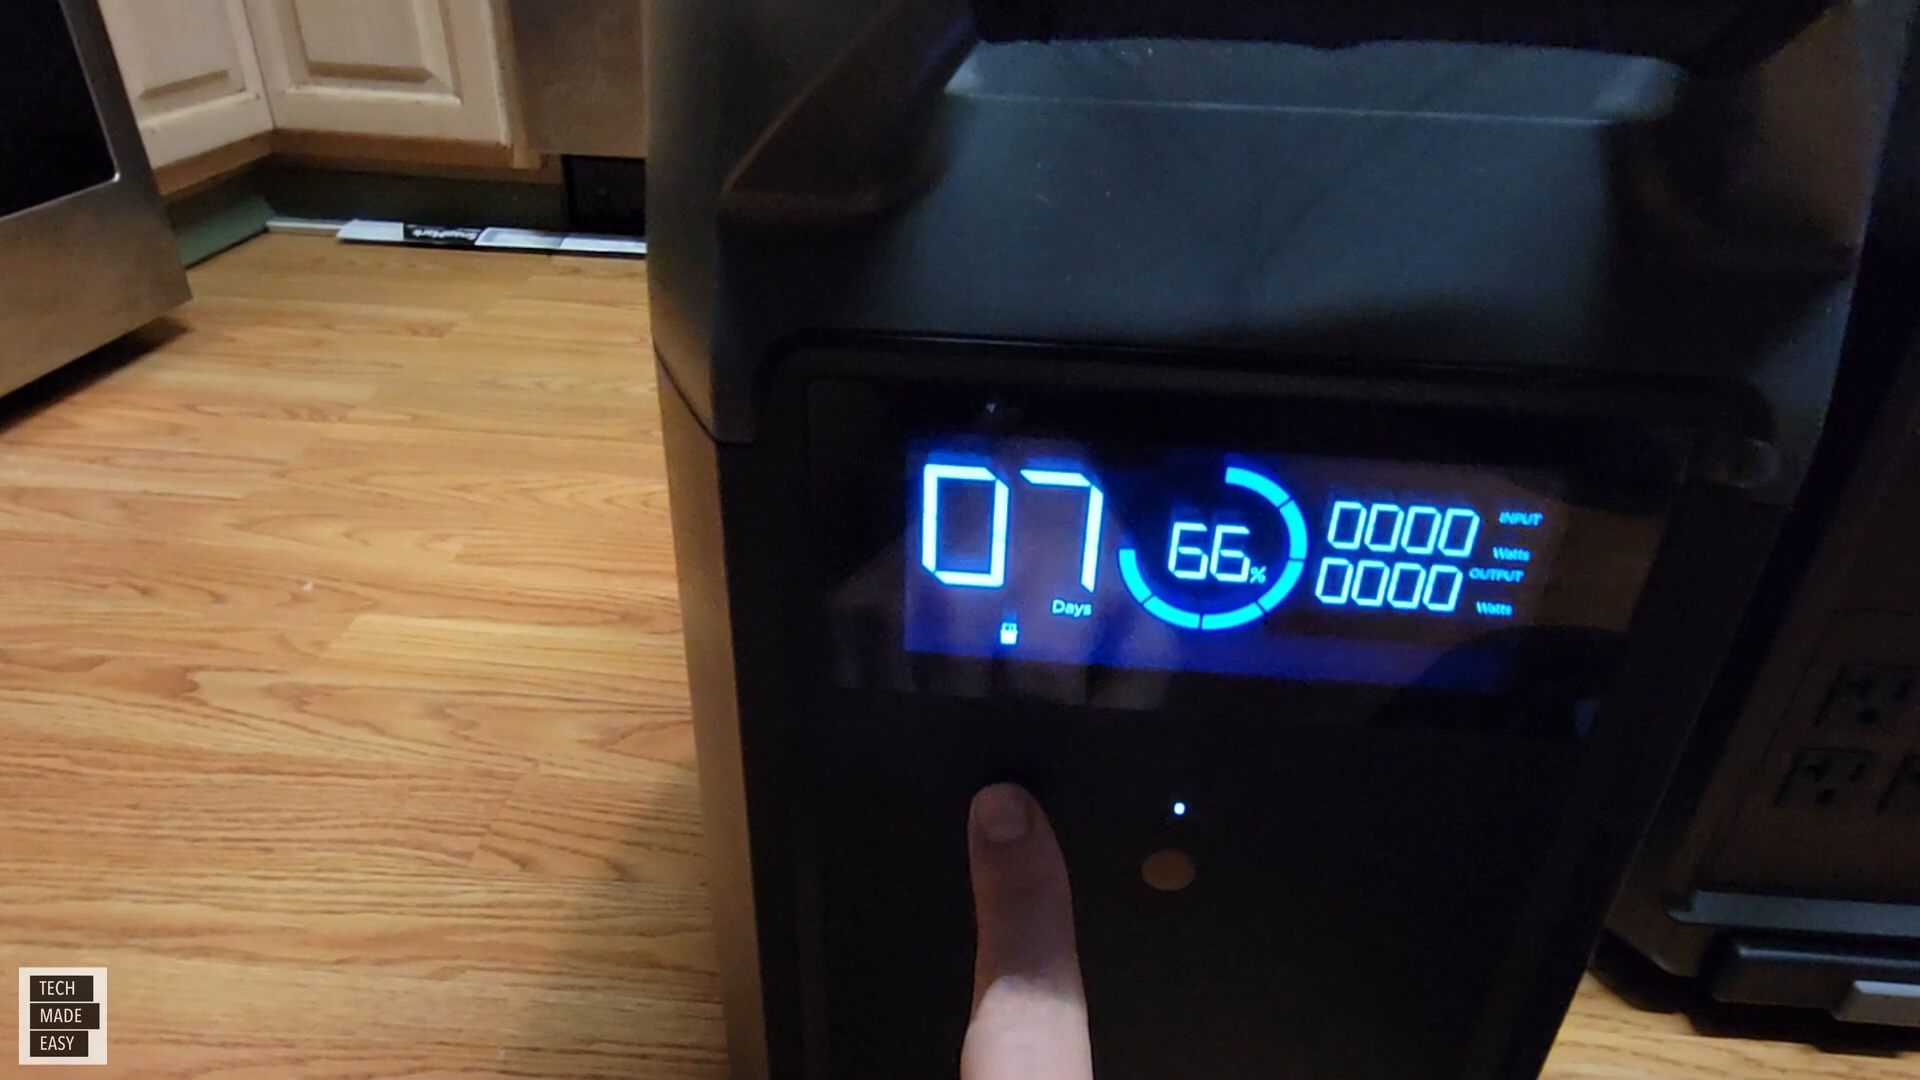 07
Days
66%
0000 INPUT
Watts
0000 OUTPUT
Watts
TECH
MADE
EASY